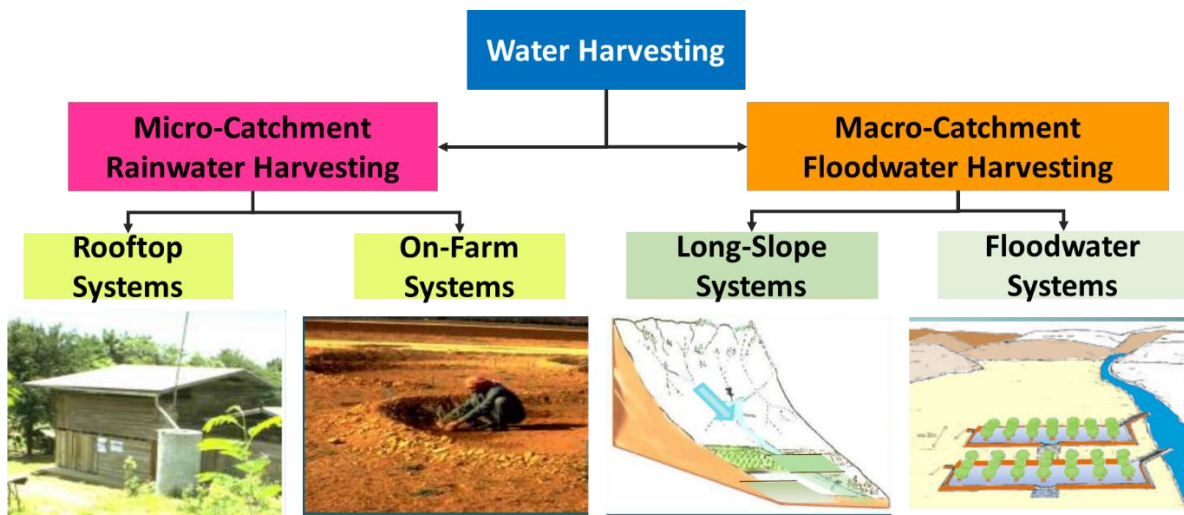 Water Harvesting
Micro-Catchment
Rainwater Harvesting
Macro-Catchment
Floodwater Harvesting
Rooftop
Systems
On-Farm
Systems
Long-Slope
Systems
Floodwater
Systems